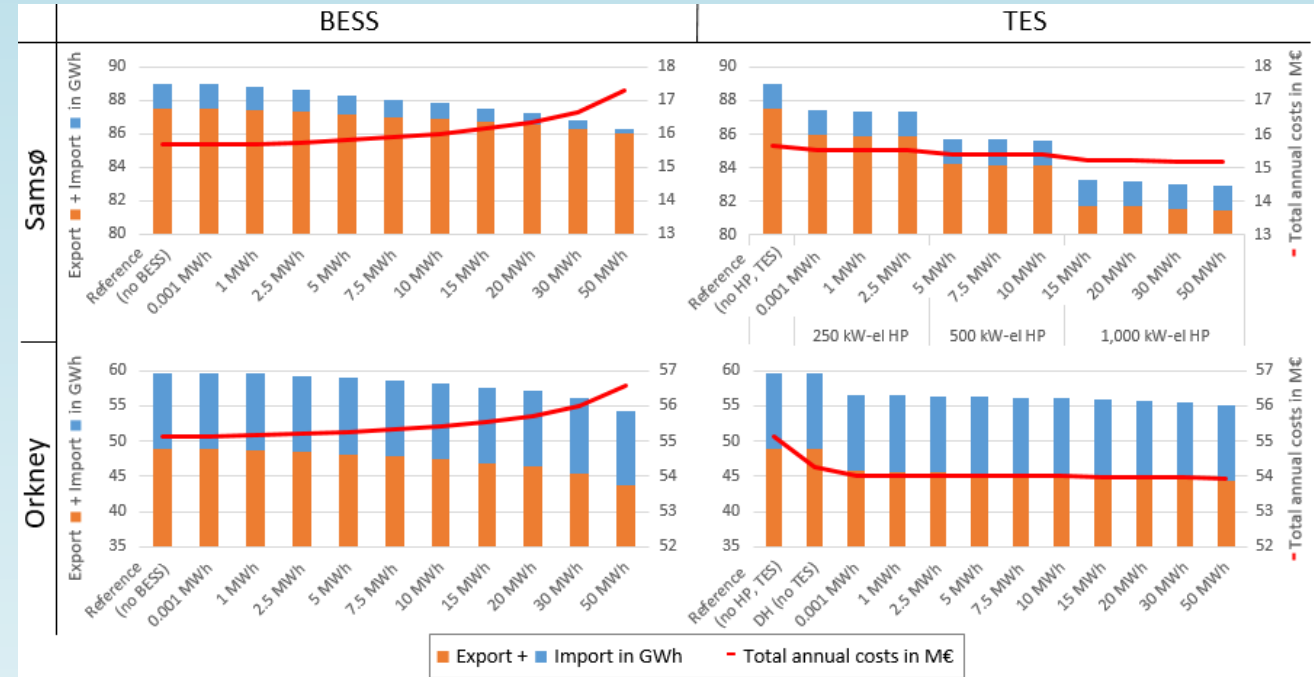 BESS
TES
Samsø
Export + Import in GWh
90
88
86
84
82
80
18
17
16
15
14
13
Reference
(no BESS)
0.001 MWh
1 MWh
2.5 MWh
5 MWh
7.5 MWh
10 MWh
15 MWh
20 MWh
30 MWh
50 MWh
90
88
86
84
82
80
18
17
16
15
14
13
Total annual costs in M€
Reference
(no HP, TES)
0.001 MWh
1 MWh
2.5 MWh
5 MWh
7.5 MWh
10 MWh
15 MWh
20 MWh
30 MWh
50 MWh
250 kW-el HP
500 kW-el HP
1,000 kW-el HP
Orkney
Export + Import in GWh
60
55
50
45
40
35
57
56
55
54
53
52
Reference
(no BESS)
0.001 MWh
1 MWh
2.5 MWh
5 MWh
7.5 MWh
10 MWh
15 MWh
20 MWh
30 MWh
50 MWh
60
55
50
45
40
35
57
56
55
54
53
52
Total annual costs in M€
Reference
(no HP, TES)
DH (no TES)
0.001 MWh
1 MWh
2.5 MWh
5 MWh
7.5 MWh
10 MWh
15 MWh
20 MWh
30 MWh
50 MWh
Export + Import in GWh Total annual costs in M€